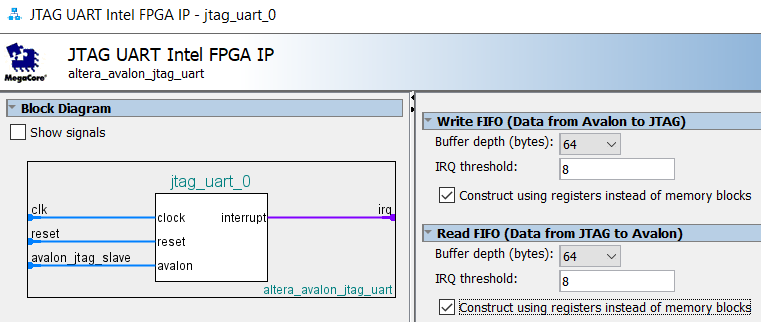 JTAG UART Intel FPGA IP - jtag_uart_0
JTAG UART Intel FPGA IP
altera_avalon_jtag_uart
MegaCore®
Block Diagram
Show signals
jtag_uart_0
clk
clock
interrupt
irq
reset
reset
avalon_jtag_slave
avalon
altera_avalon_jtag_uart
Write FIFO (Data from Avalon to JTAG)
Buffer depth (bytes): 64
IRQ threshold: 8
Construct using registers instead of memory blocks
Read FIFO (Data from JTAG to Avalon)
Buffer depth (bytes): 64
IRQ threshold: 8
Construct using registers instead of memory blocks